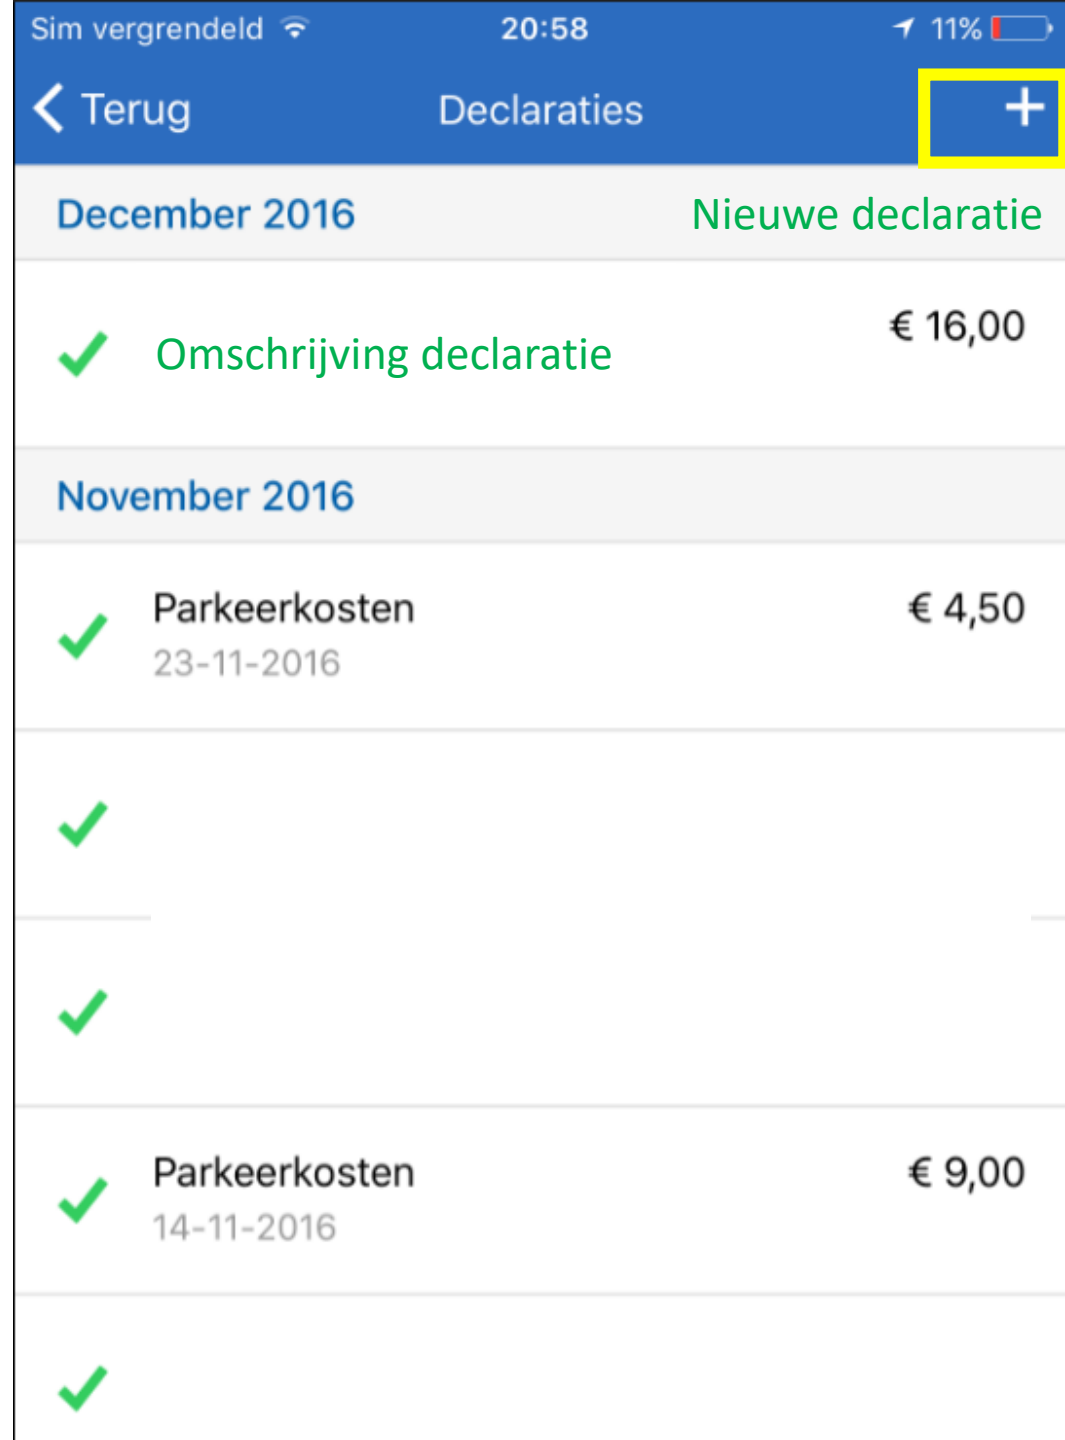 Sim vergrendeld 20:58 11%
Terug Declaraties +
December 2016 Nieuwe declaratie
€ 16,00
Omschrijving declaratie
November 2016
Parkeerkosten € 4,50
23-11-2016
Parkeerkosten € 9,00
14-11-2016